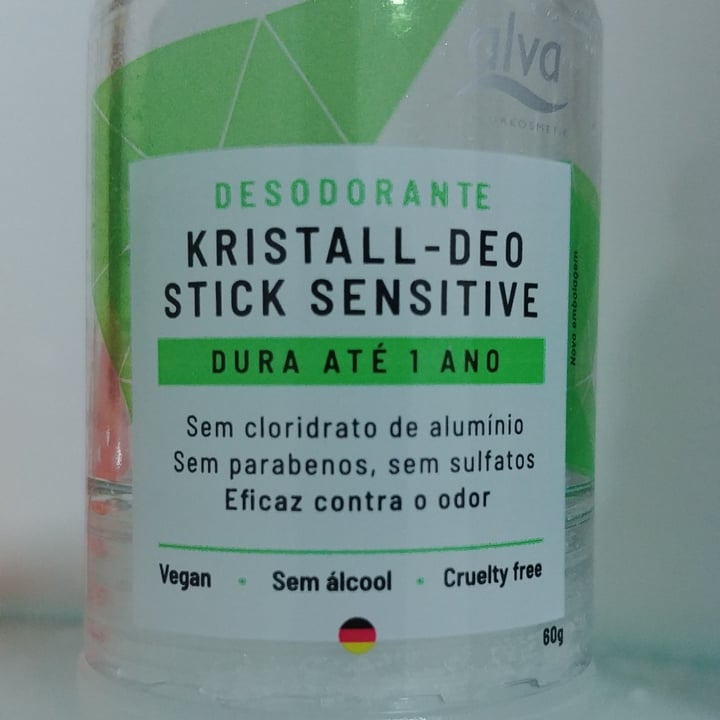 alva
DESODORANTE
KRISTALL-DEO
STICK SENSITIVE
DURA ATÉ 1 ANO
Sem cloridrato de alumínio
Sem parabenos, sem sulfatos
Eficaz contra o odor
Vegan • Sem álcool • Cruelty free
60g
Nova embalagem